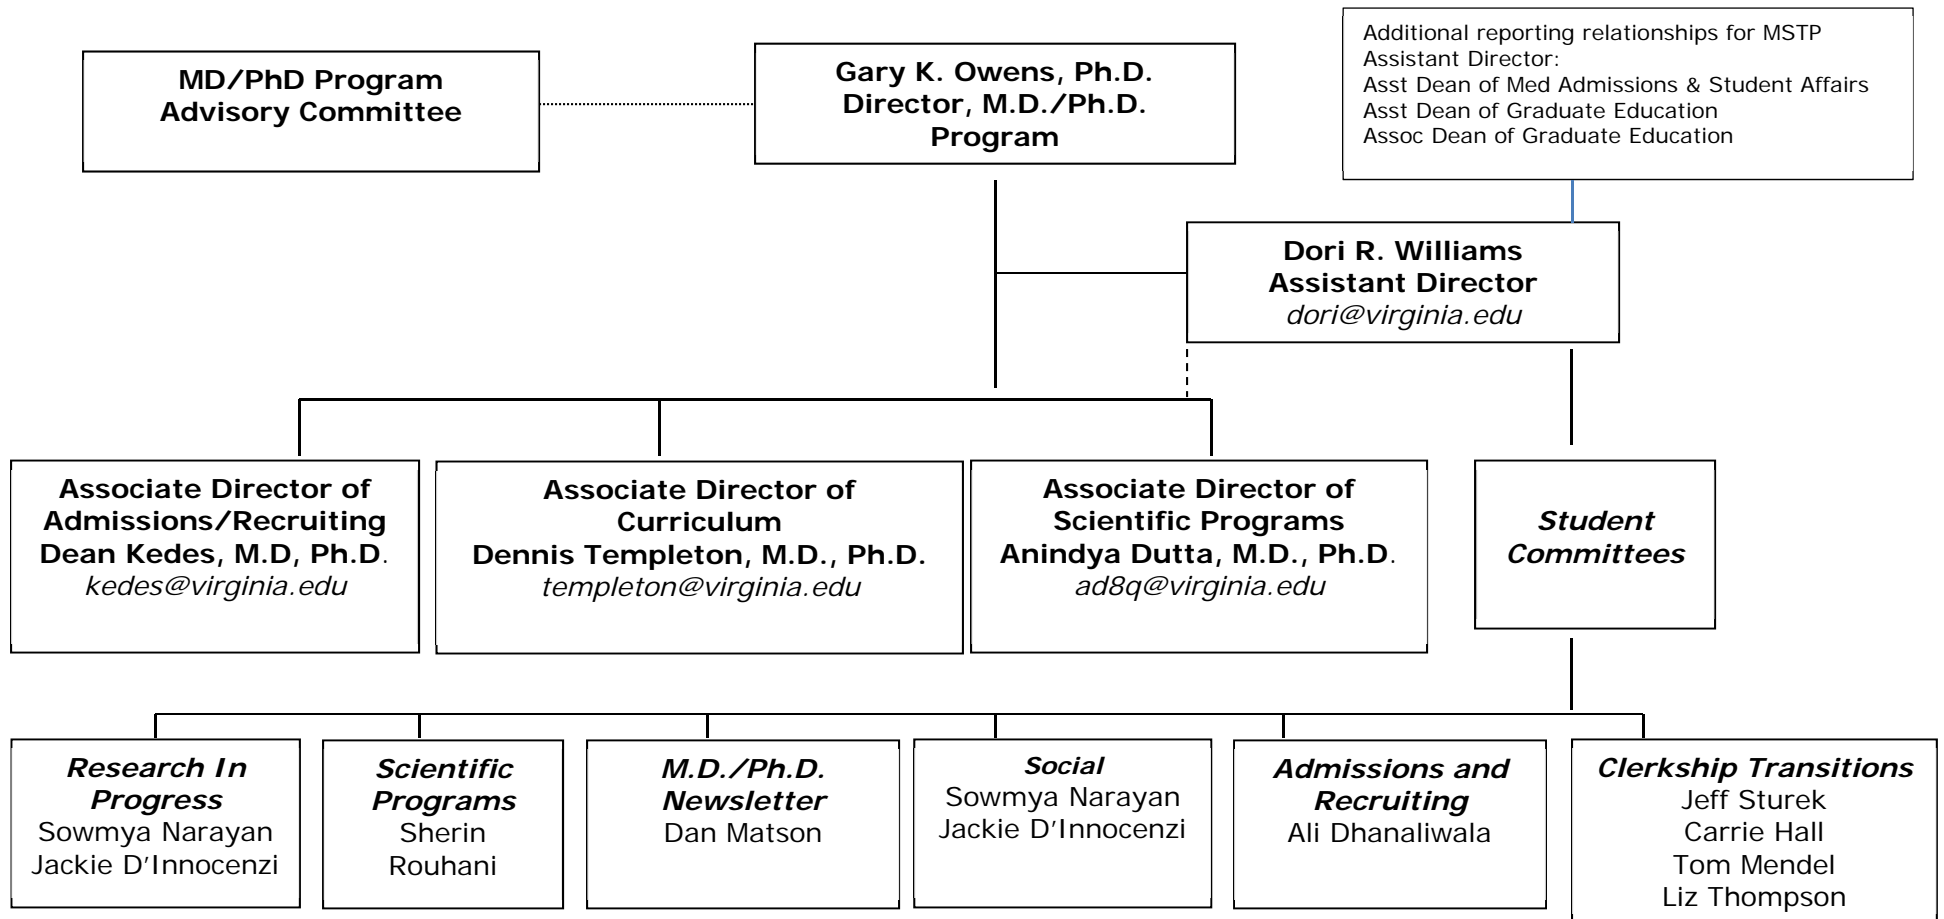 MD/PhD Program
Advisory Committee
Gary K. Owens, Ph.D.
Director, M.D./Ph.D.
Program
Additional reporting relationships for MSTP
Assistant Director:
Asst Dean of Med Admissions & Student Affairs
Asst Dean of Graduate Education
Assoc Dean of Graduate Education
Dori R. Williams
Assistant Director
dori@virginia.edu
Associate Director of
Admissions/Recruiting
Dean Kedes, M.D, Ph.D.
kedes@virginia.edu
Associate Director of
Curriculum
Dennis Templeton, M.D., Ph.D.
templeton@virginia.edu
Associate Director of
Scientific Programs
Anindya Dutta, M.D., Ph.D.
ad8q@virginia.edu
Student
Committees
Research In
Progress
Sowmya Narayan
Jackie D’Innocenzi
Scientific
Programs
Sherin
Rouhani
M.D./Ph.D.
Newsletter
Dan Matson
Social
Sowmya Narayan
Jackie D’Innocenzi
Admissions and
Recruiting
Ali Dhanaliwala
Clerkship Transitions
Jeff Sturek
Carrie Hall
Tom Mendel
Liz Thompson